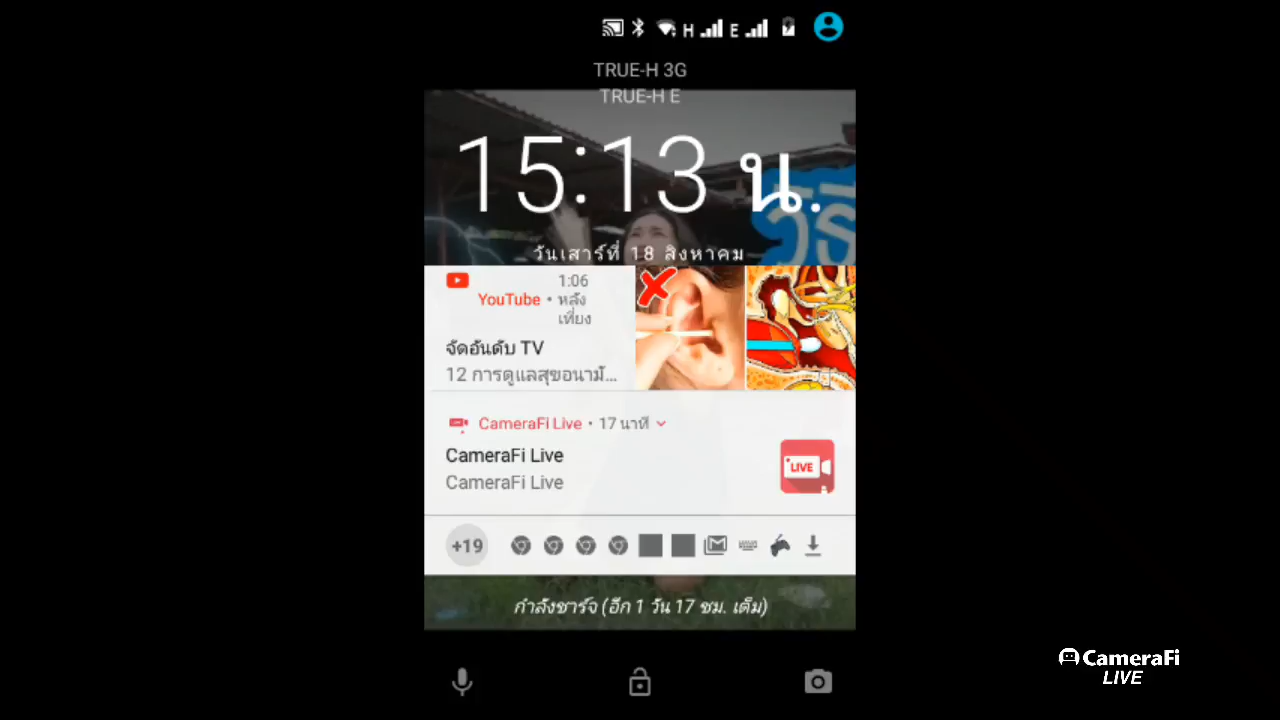 H E
TRUE-H 3G
TRUE-H E
15:13 น.
วิธี
วันเสาร์ที่ 18 สิงหาคม
YouTube • 1:06 หลังเที่ยง
จัดอันดับ TV
12 การดูแลสุขอนามั...
CameraFi Live • 17 นาที
CameraFi Live
CameraFi Live
LIVE
+19
กำลังชาร์จ (อีก 1 วัน 17 ชม. เต็ม)
CameraFi
LIVE